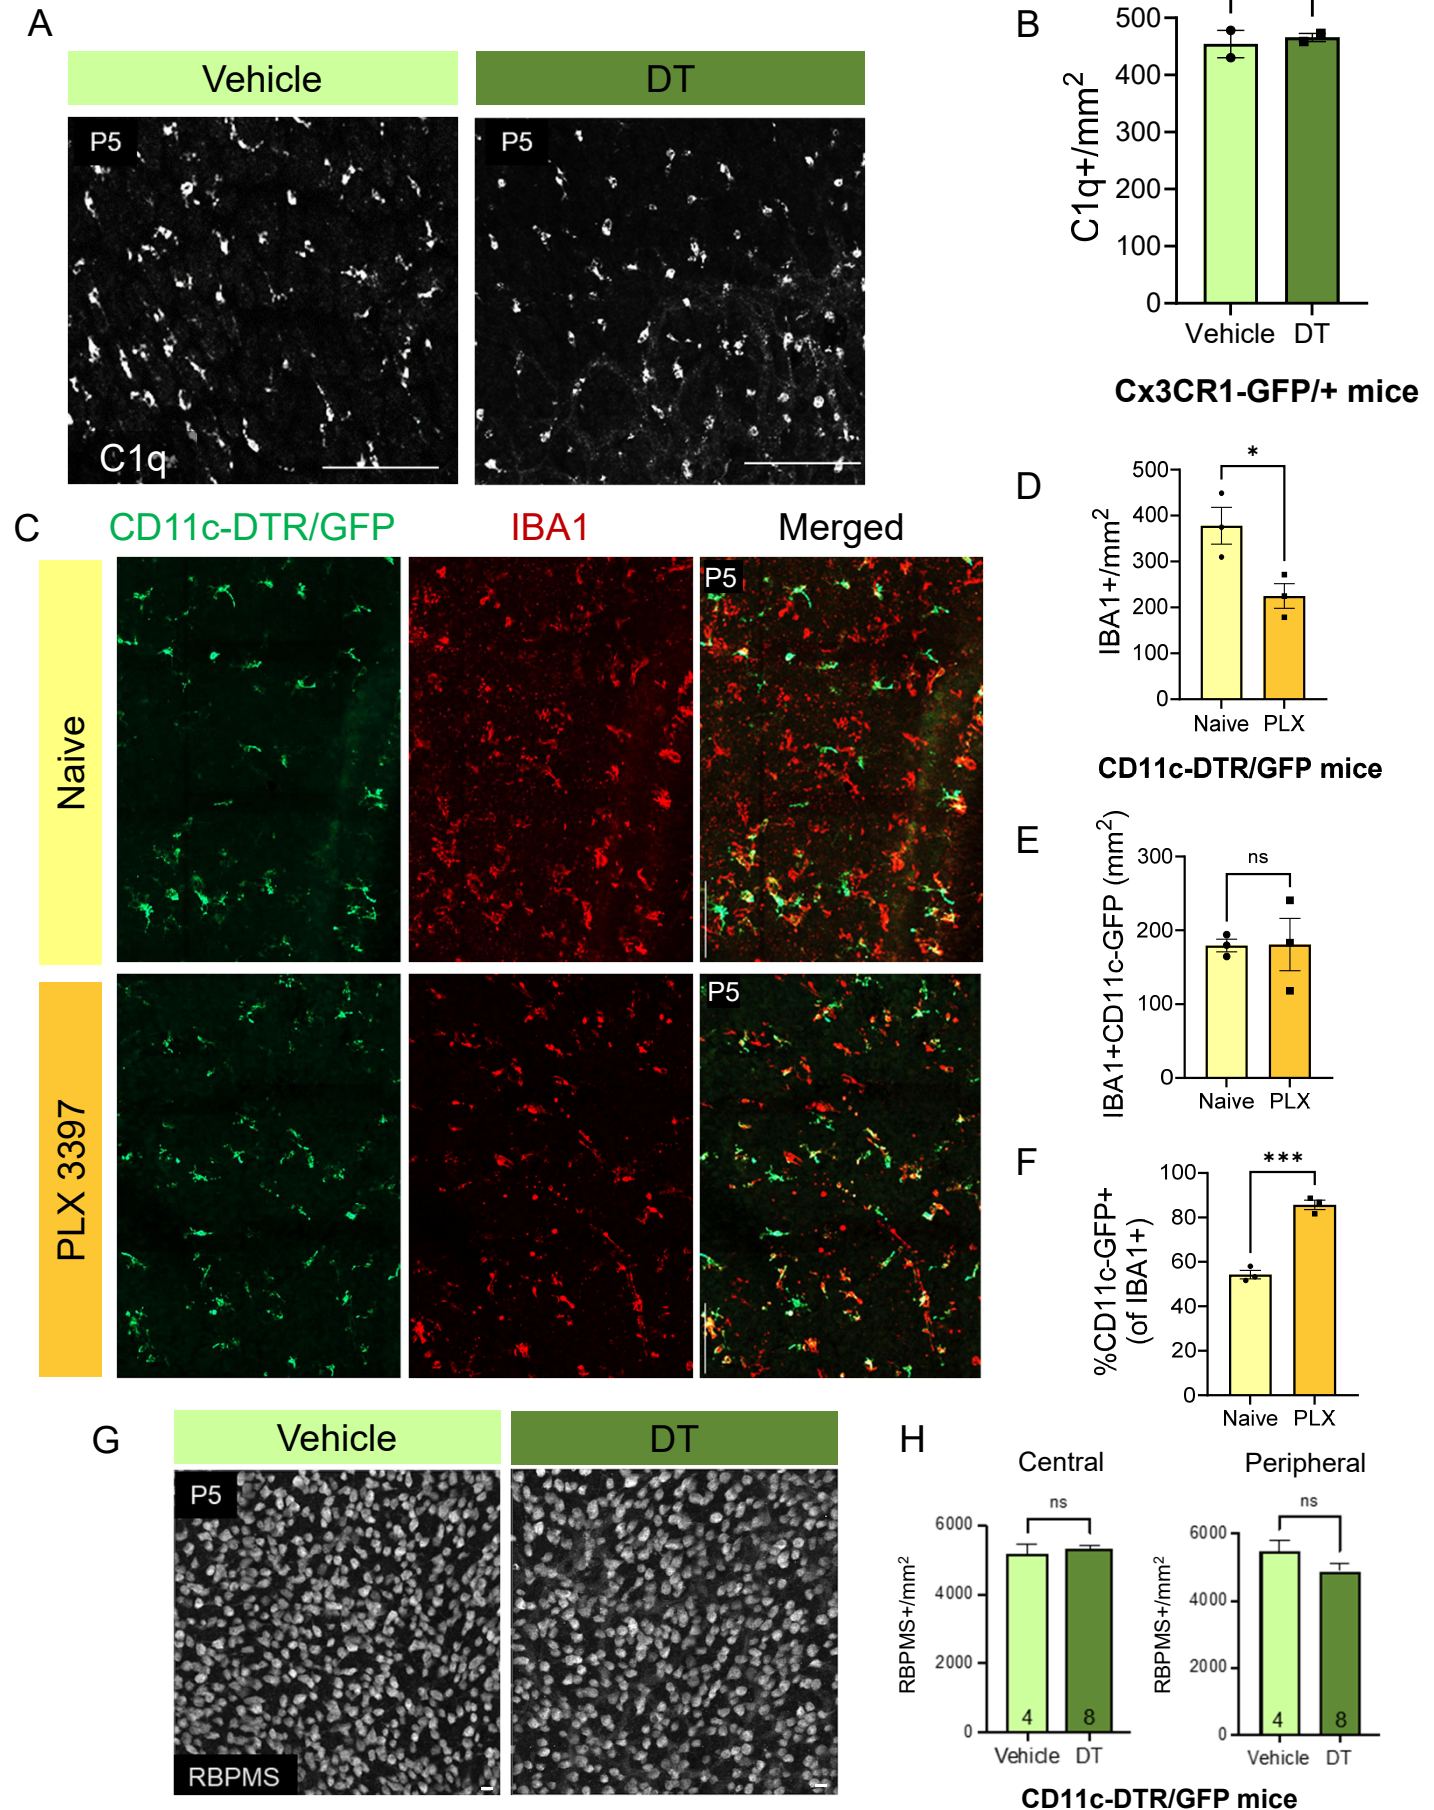 A
Vehicle
DT
P5
P5
C1q
B
C1q+/mm2
500
400
300
200
100
0
Vehicle
DT
Cx3CR1-GFP/+ mice
C
CD11c-DTR/GFP
IBA1
Merged
Naive
P5
PLX 3397
P5
D
IBA1+/mm2
500
400
300
200
100
0
*
Naive
PLX
CD11c-DTR/GFP mice
E
IBA1+CD11c-GFP (mm2)
300
200
100
0
ns
Naive
PLX
F
%CD11c-GFP+
(of IBA1+)
100
80
60
40
20
0
***
Naive
PLX
G
Vehicle
DT
P5
RBPMS
H
Central
RBPMS+/mm2
6000
4000
2000
0
ns
4
8
Vehicle
DT
Peripheral
RBPMS+/mm2
6000
4000
2000
0
ns
4
8
Vehicle
DT
CD11c-DTR/GFP mice